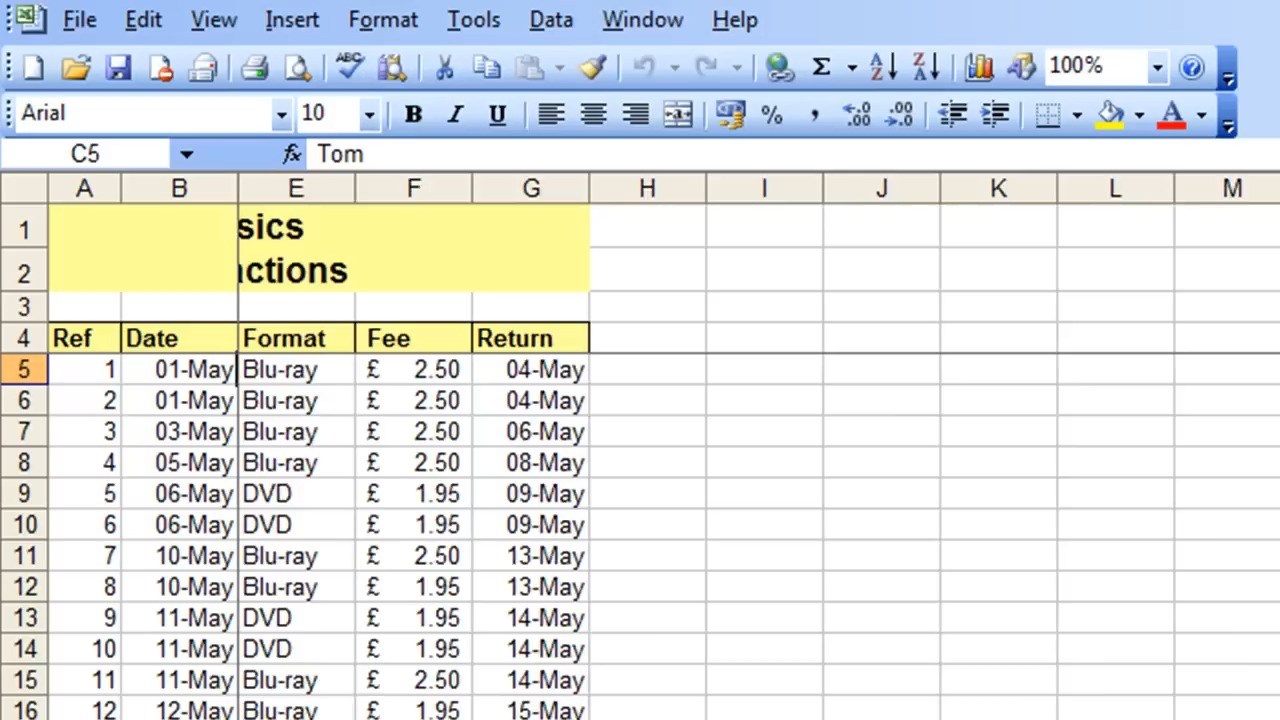 File Edit View Insert Format Tools Data Window Help
ABC Σ A Z Z A 100% ?
Arial 10 B I U a % , .0 .00 .00 .0 A
C5 fx Tom
A B E F G H I J K L M
1 sics
2 actions
3
4 Ref Date Format Fee Return
5 1 01-May Blu-ray £ 2.50 04-May
6 2 01-May Blu-ray £ 2.50 04-May
7 3 03-May Blu-ray £ 2.50 06-May
8 4 05-May Blu-ray £ 2.50 08-May
9 5 06-May DVD £ 1.95 09-May
10 6 06-May DVD £ 1.95 09-May
11 7 10-May Blu-ray £ 2.50 13-May
12 8 10-May Blu-ray £ 1.95 13-May
13 9 11-May DVD £ 1.95 14-May
14 10 11-May DVD £ 1.95 14-May
15 11 11-May Blu-ray £ 2.50 14-May
16 12 12-May Blu-ray £ 1.95 15-May